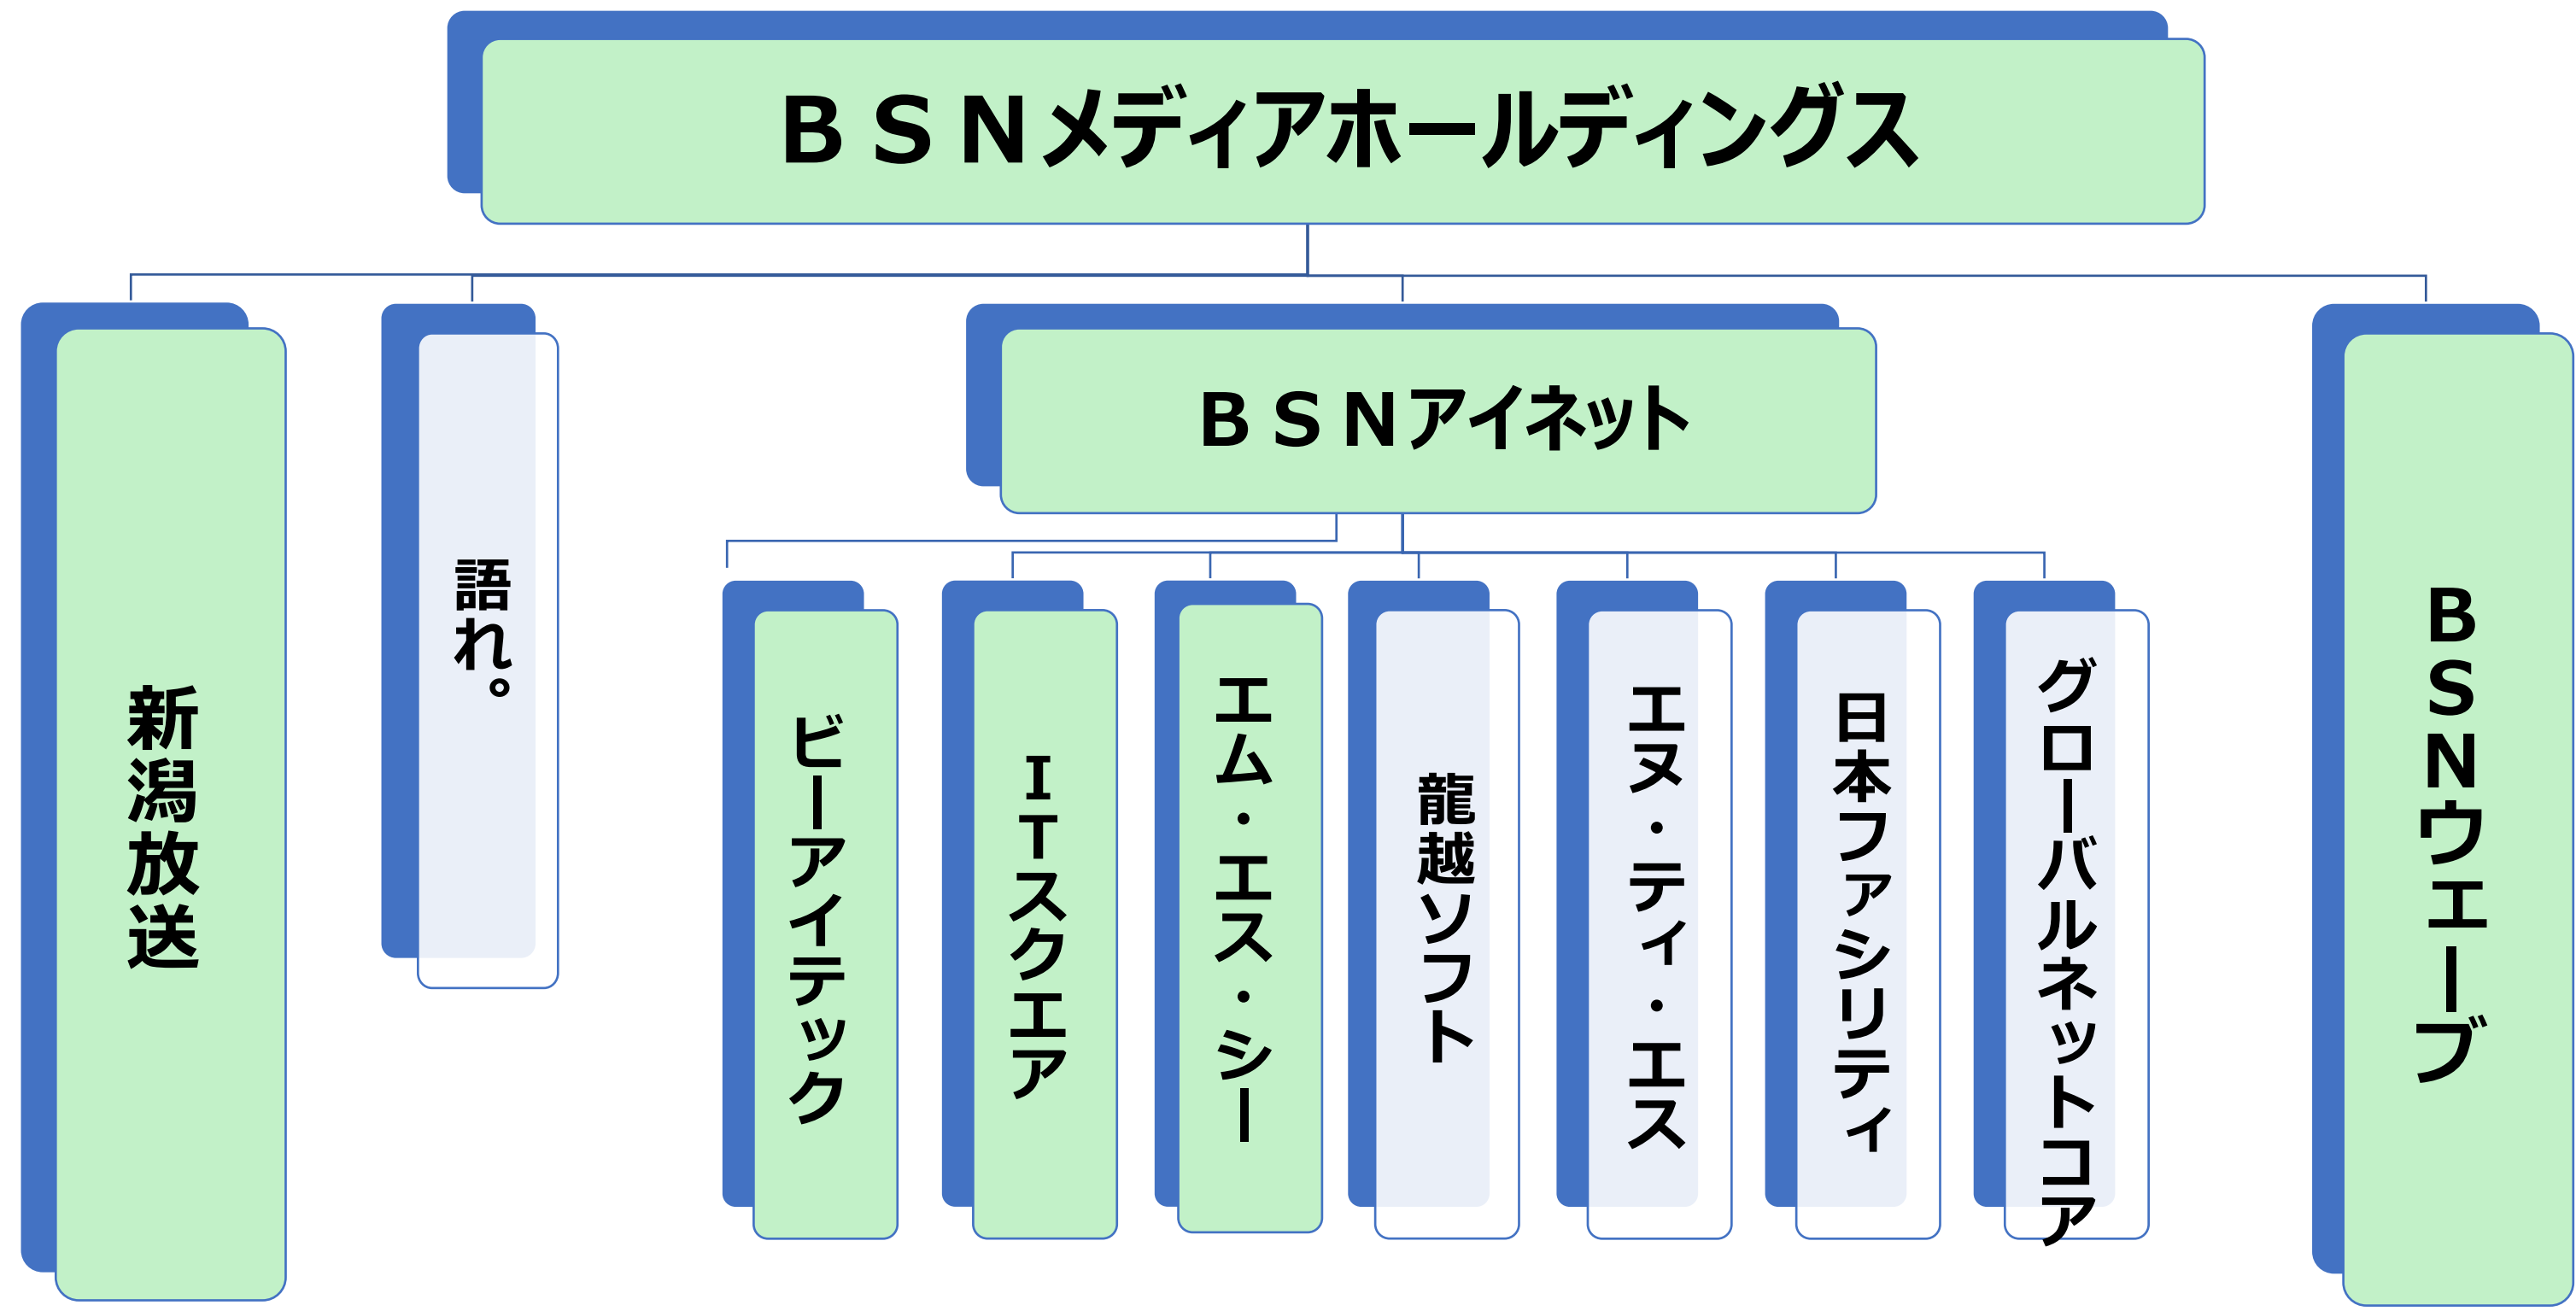 ＢＳＮメディアホールディングス
新潟放送
語れ。
ＢＳＮアイネット
ＢＳＮウエーブ
ビーアイテック
ＩＴスクエア
エム・エス・シー
龍越ソフト
エヌ・ティ・エス
日本ファシリティ
グローバルネットコア